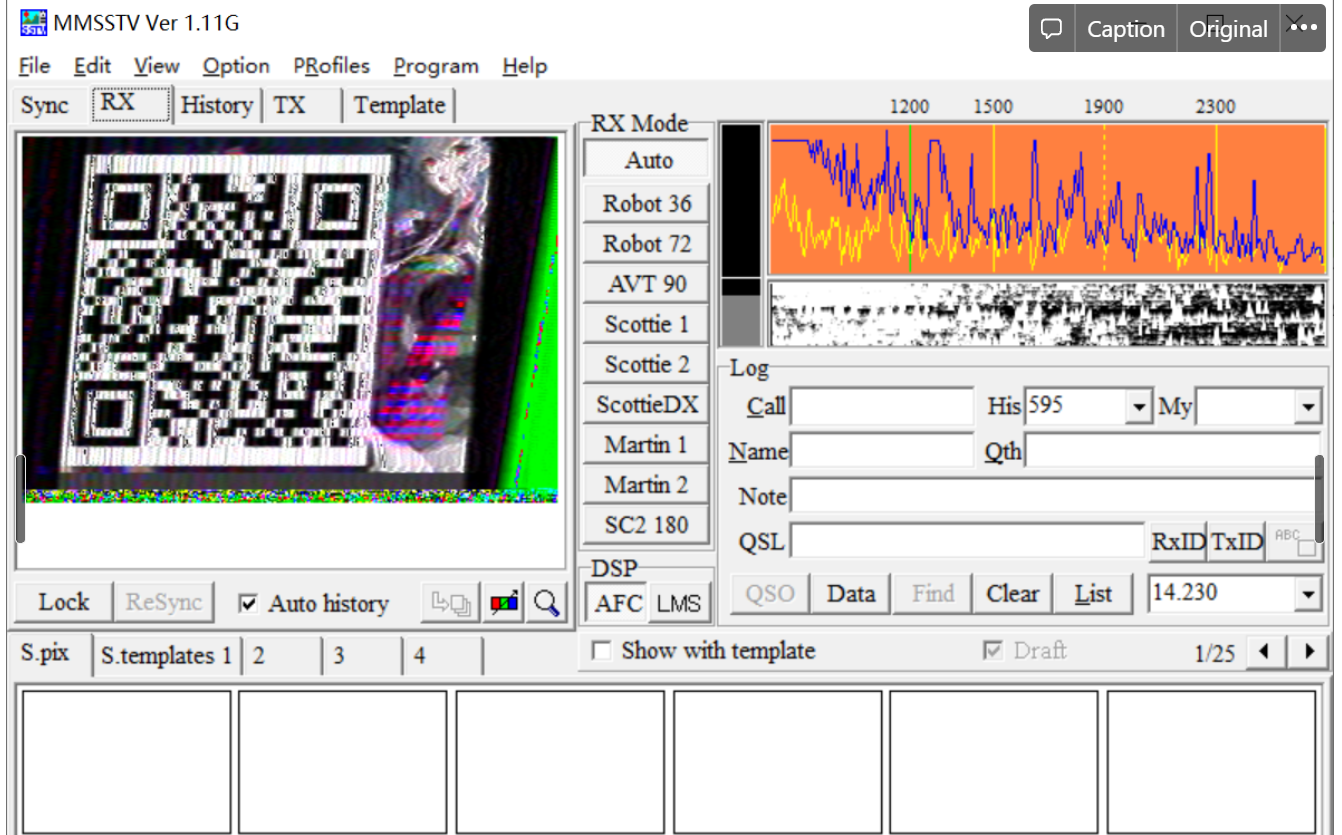 MMSSTV Ver 1.11G
Caption
Original
File Edit View Option PRofiles Program Help
Sync RX History TX Template
1200 1500 1900 2300
RX Mode
Auto
Robot 36
Robot 72
AVT 90
Scottie 1
Scottie 2
ScottieDX
Martin 1
Martin 2
SC2 180
DSP
AFC LMS
Log
Call His 595 My
Name Qth
Note
QSL RxID TxID ABC
QSO Data Find Clear List 14.230
Lock ReSync Auto history
Show with template Draft 1/25
S.pix S.templates 1 2 3 4